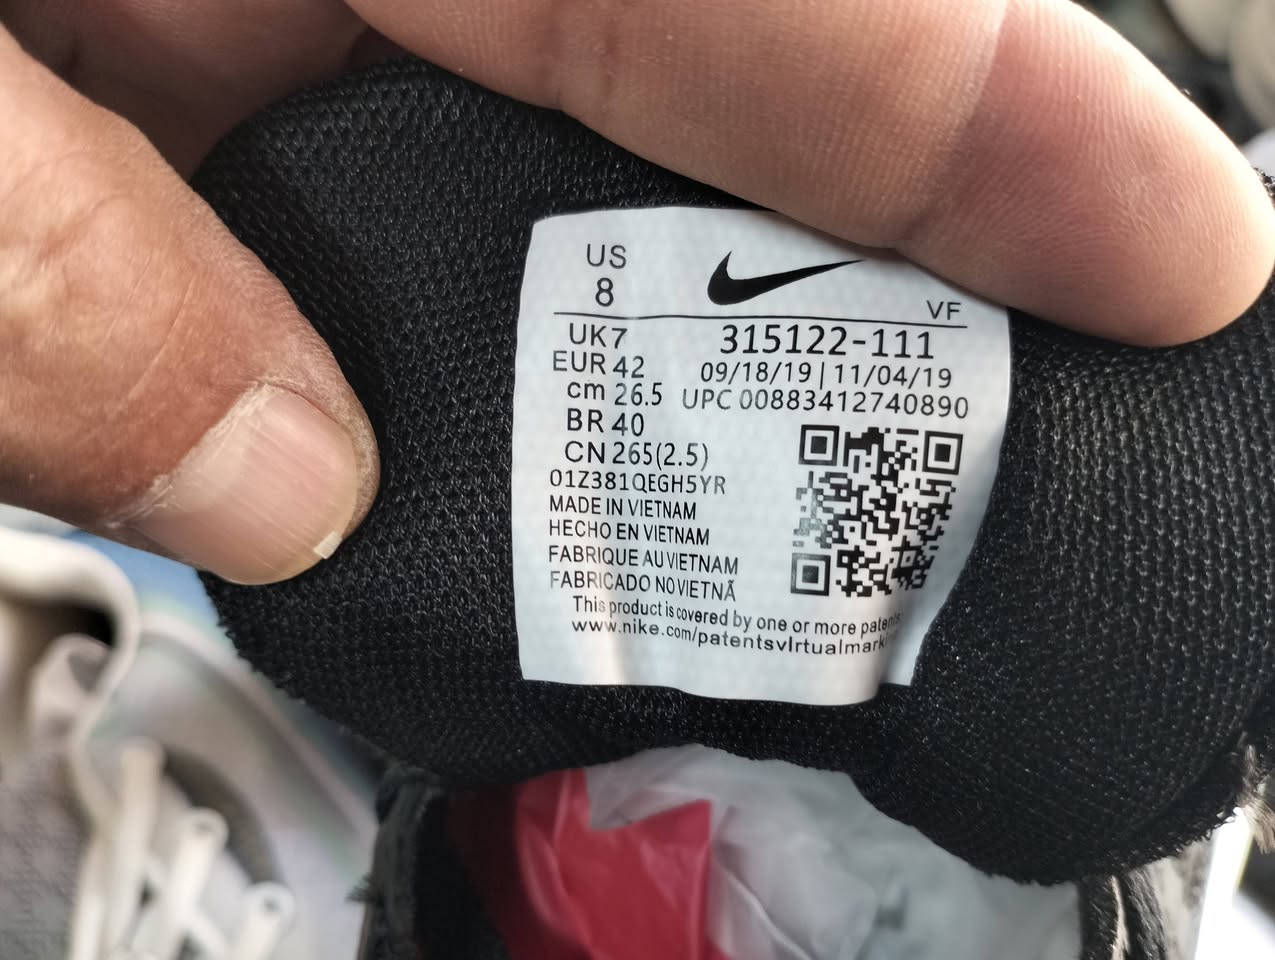 US
8
VF
UK7
315122-111
EUR 42
09/18/19 | 11/04/19
cm 26.5
UPC 00883412740890
BR 40
CN 265(2.5)
01Z381QEGH5YR
MADE IN VIETNAM
HECHO EN VIETNAM
FABRIQUE AU VIETNAM
FABRICADO NO VIETNÃ
This product is covered by one or more patents
www.nike.com/patentsvlrtualmark